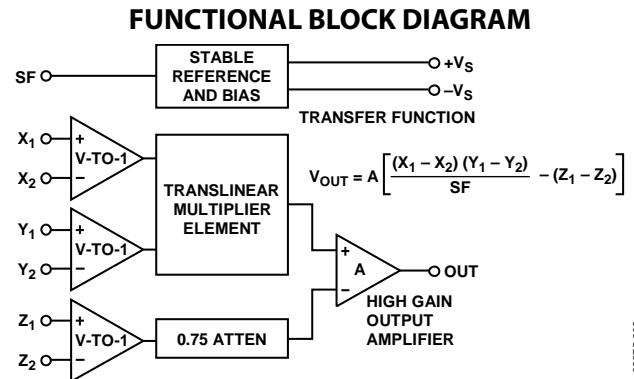 FUNCTIONAL BLOCK DIAGRAM
SF
STABLE
REFERENCE
AND BIAS
+VS
–VS
TRANSFER FUNCTION
X1
+
V-TO-1
X2
–
TRANSLINEAR
MULTIPLIER
ELEMENT
VOUT = A [ (X1 – X2) (Y1 – Y2) / SF – (Z1 – Z2) ]
Y1
+
V-TO-1
Y2
–
+
A
–
OUT
HIGH GAIN
OUTPUT
AMPLIFIER
Z1
+
V-TO-1
Z2
–
0.75 ATTEN